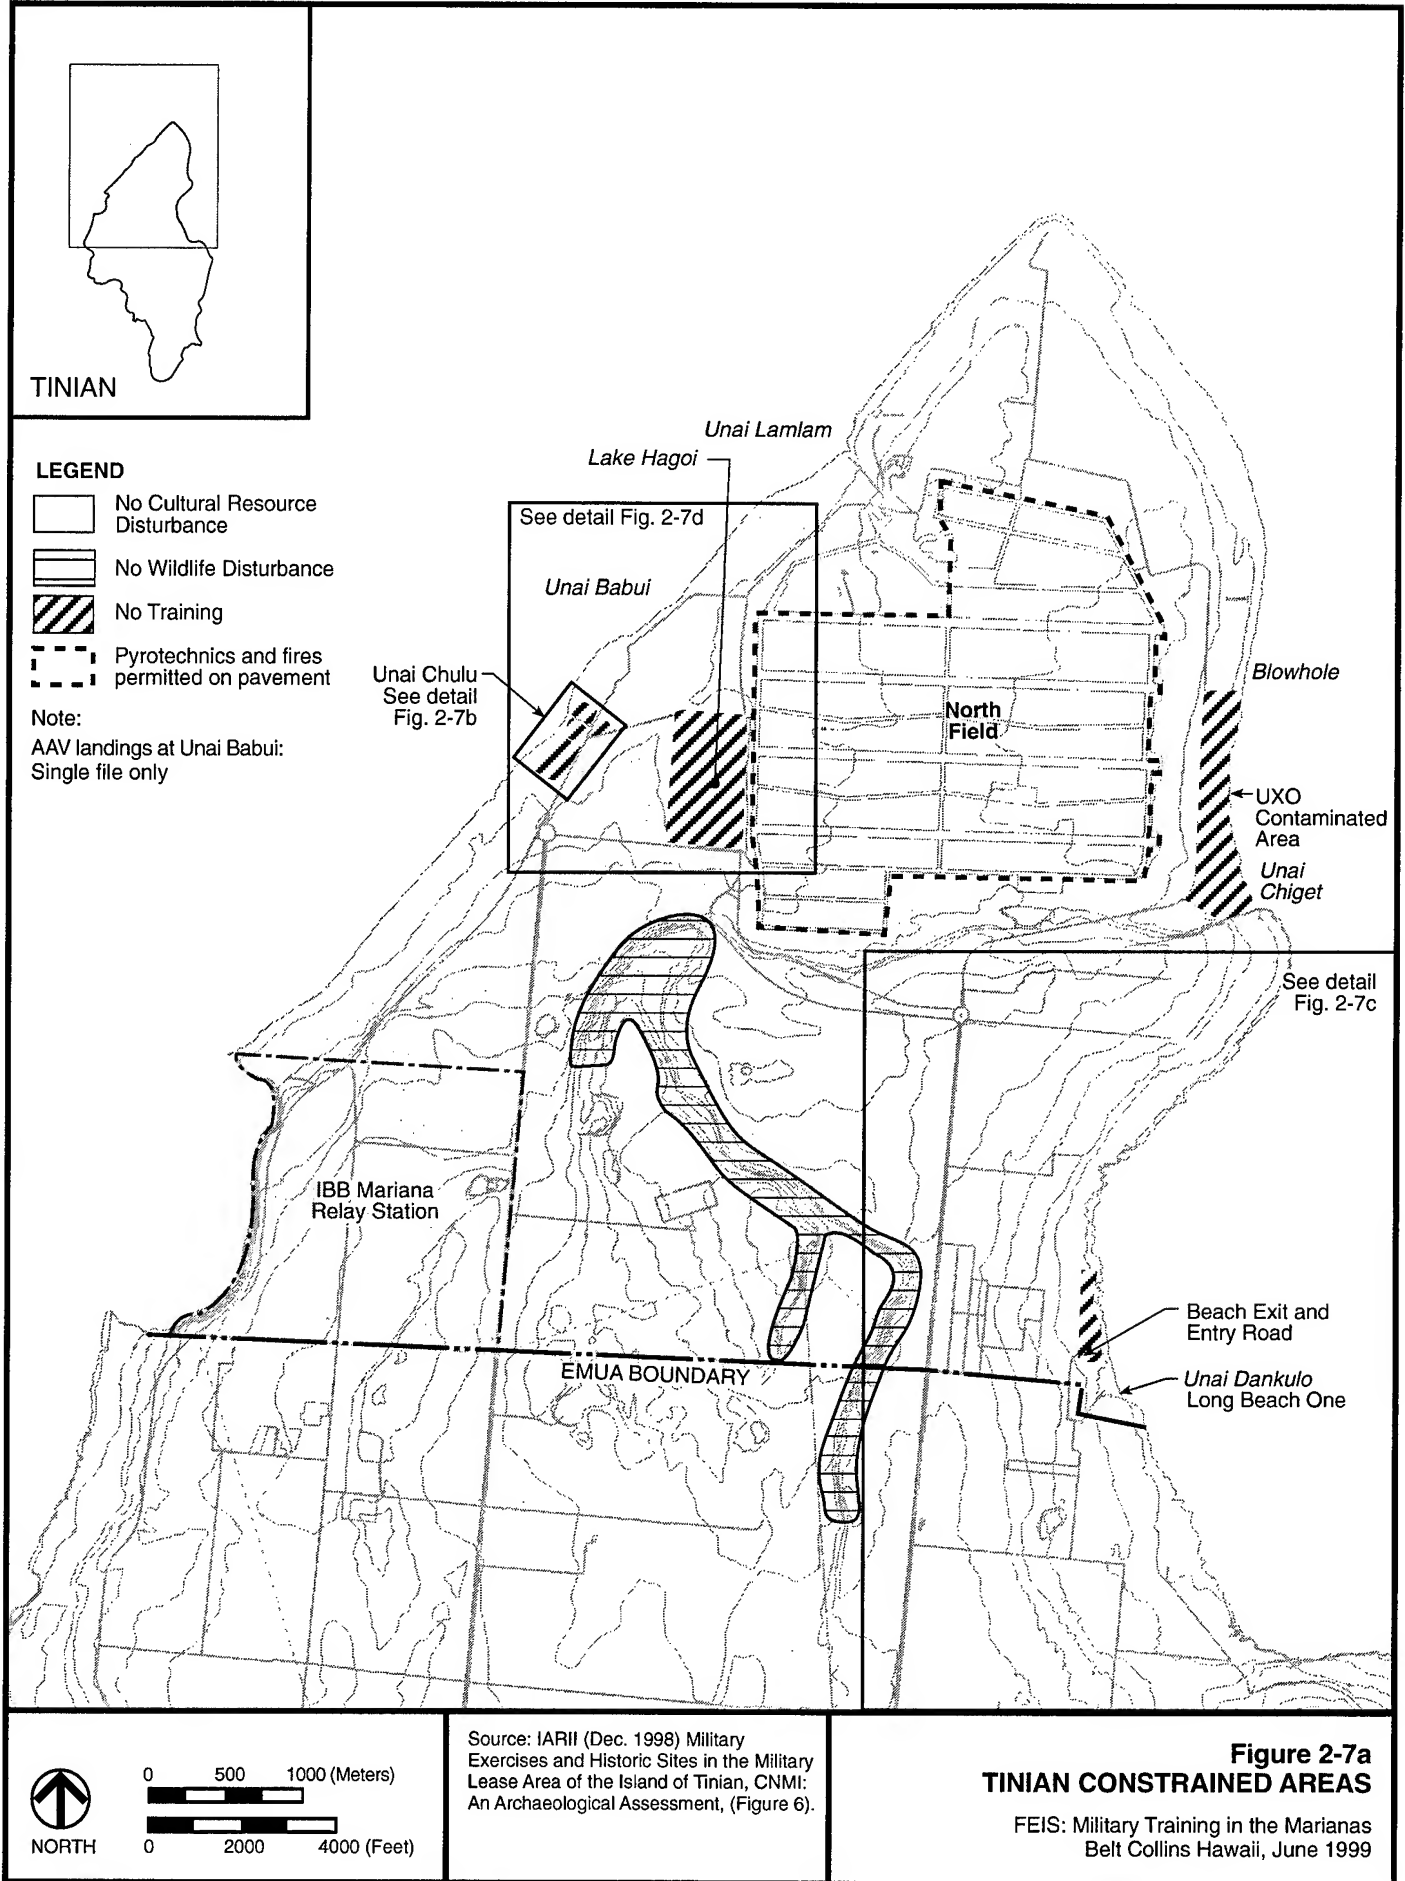 TINIAN
LEGEND
No Cultural Resource
Disturbance
No Wildlife Disturbance
No Training
Pyrotechnics and fires
permitted on pavement
Note:
AAV landings at Unai Babui:
Single file only
Unai Lamlam
Lake Hagoi
See detail Fig. 2-7d
Unai Babui
Unai Chulu
See detail
Fig. 2-7b
North
Field
Blowhole
UXO
Contaminated
Area
Unai
Chiget
See detail
Fig. 2-7c
IBB Mariana
Relay Station
Beach Exit and
Entry Road
EMUA BOUNDARY
Unai Dankulo
Long Beach One
NORTH
0 500 1000 (Meters)
0 2000 4000 (Feet)
Source: IARII (Dec. 1998) Military
Exercises and Historic Sites in the Military
Lease Area of the Island of Tinian, CNMI:
An Archaeological Assessment, (Figure 6).
Figure 2-7a
TINIAN CONSTRAINED AREAS
FEIS: Military Training in the Marianas
Belt Collins Hawaii, June 1999